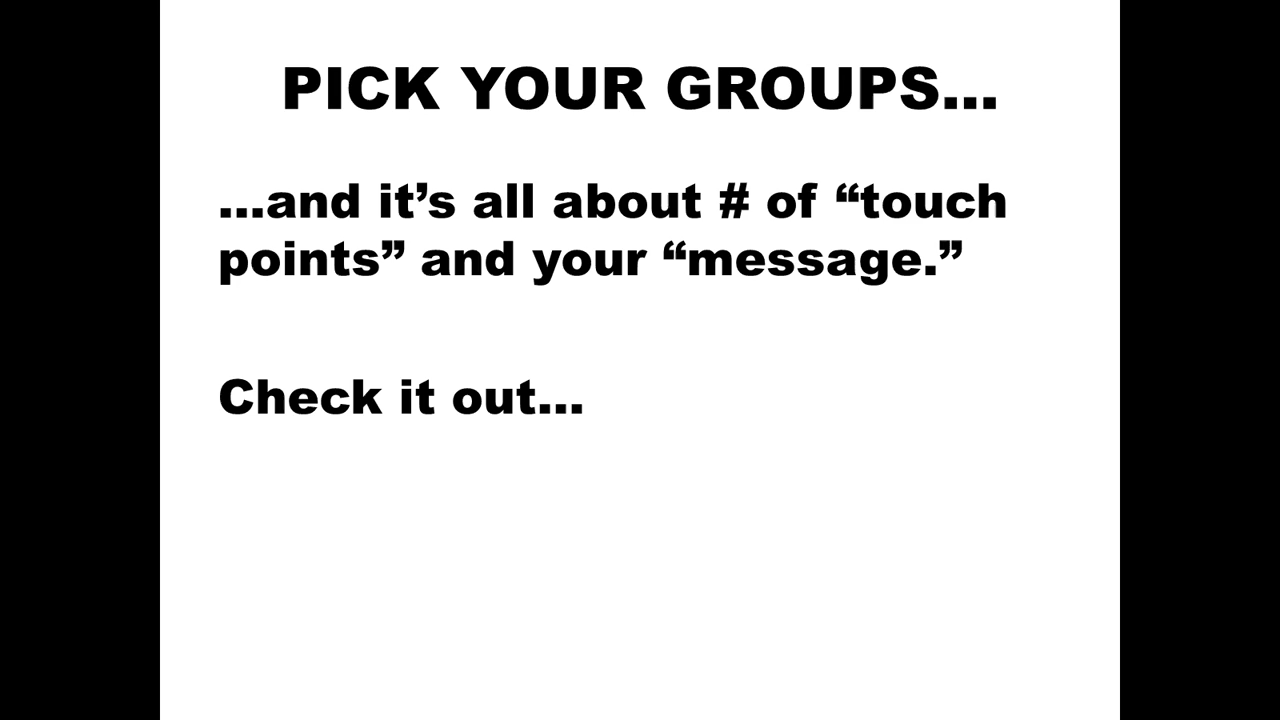 PICK YOUR GROUPS…
…and it’s all about # of “touch
points” and your “message.”
Check it out…